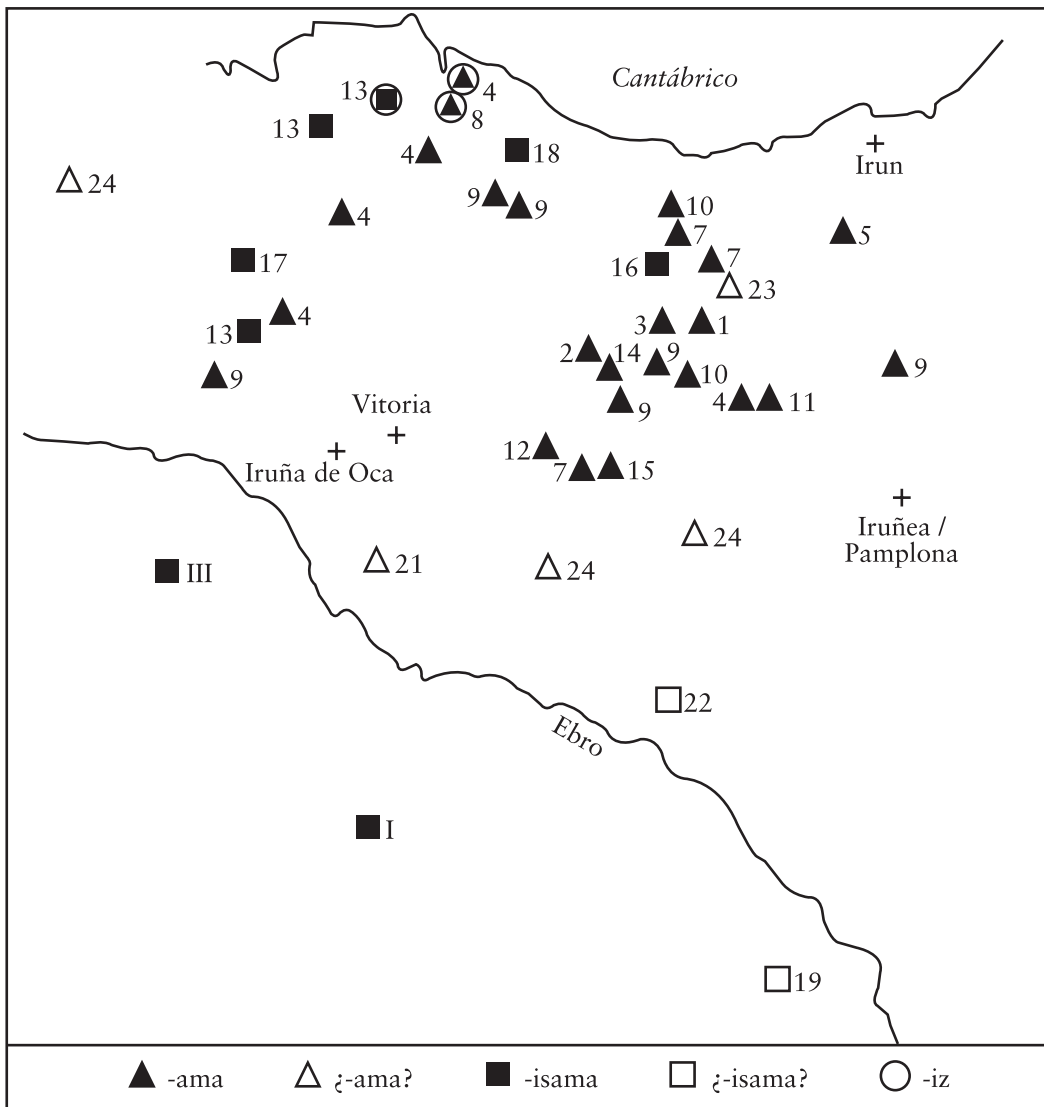 Cantábrico
4
13
8
13
4
18
Irun
24
9
9
4
10
7
5
17
16
7
23
4
3
1
13
2
14
9
9
10
9
4
11
9
Vitoria
12
Iruña de Oca
7
15
Iruñea /
Pamplona
24
21
24
III
22
Ebro
I
19
-ama
¿-ama?
-isama
¿-isama?
-iz